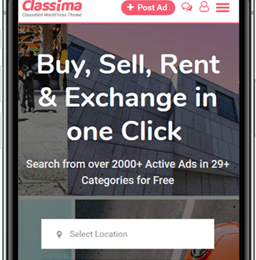 Classima
Classified WordPress Theme
+ Post Ad
Buy, Sell, Rent
& Exchange in
one Click
Search from over 2000+ Active Ads in 29+
Categories for Free
Select Location